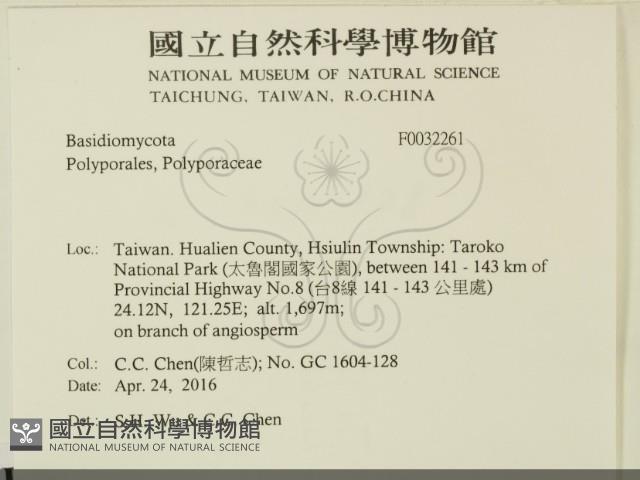 國立自然科學博物館
NATIONAL MUSEUM OF NATURAL SCIENCE
TAICHUNG, TAIWAN, R.O.CHINA
Basidiomycota F0032261
Polyporales, Polyporaceae
Loc.: Taiwan. Hualien County, Hsiulin Township: Taroko
National Park (太魯閣國家公園), between 141 - 143 km of
Provincial Highway No.8 (台8線 141 - 143 公里處)
24.12N, 121.25E; alt. 1,697m;
on branch of angiosperm
Col.: C.C. Chen(陳哲志); No. GC 1604-128
Date: Apr. 24, 2016
Det.: S.H. Wu & C.C. Chen
國立自然科學博物館
NATIONAL MUSEUM OF NATURAL SCIENCE